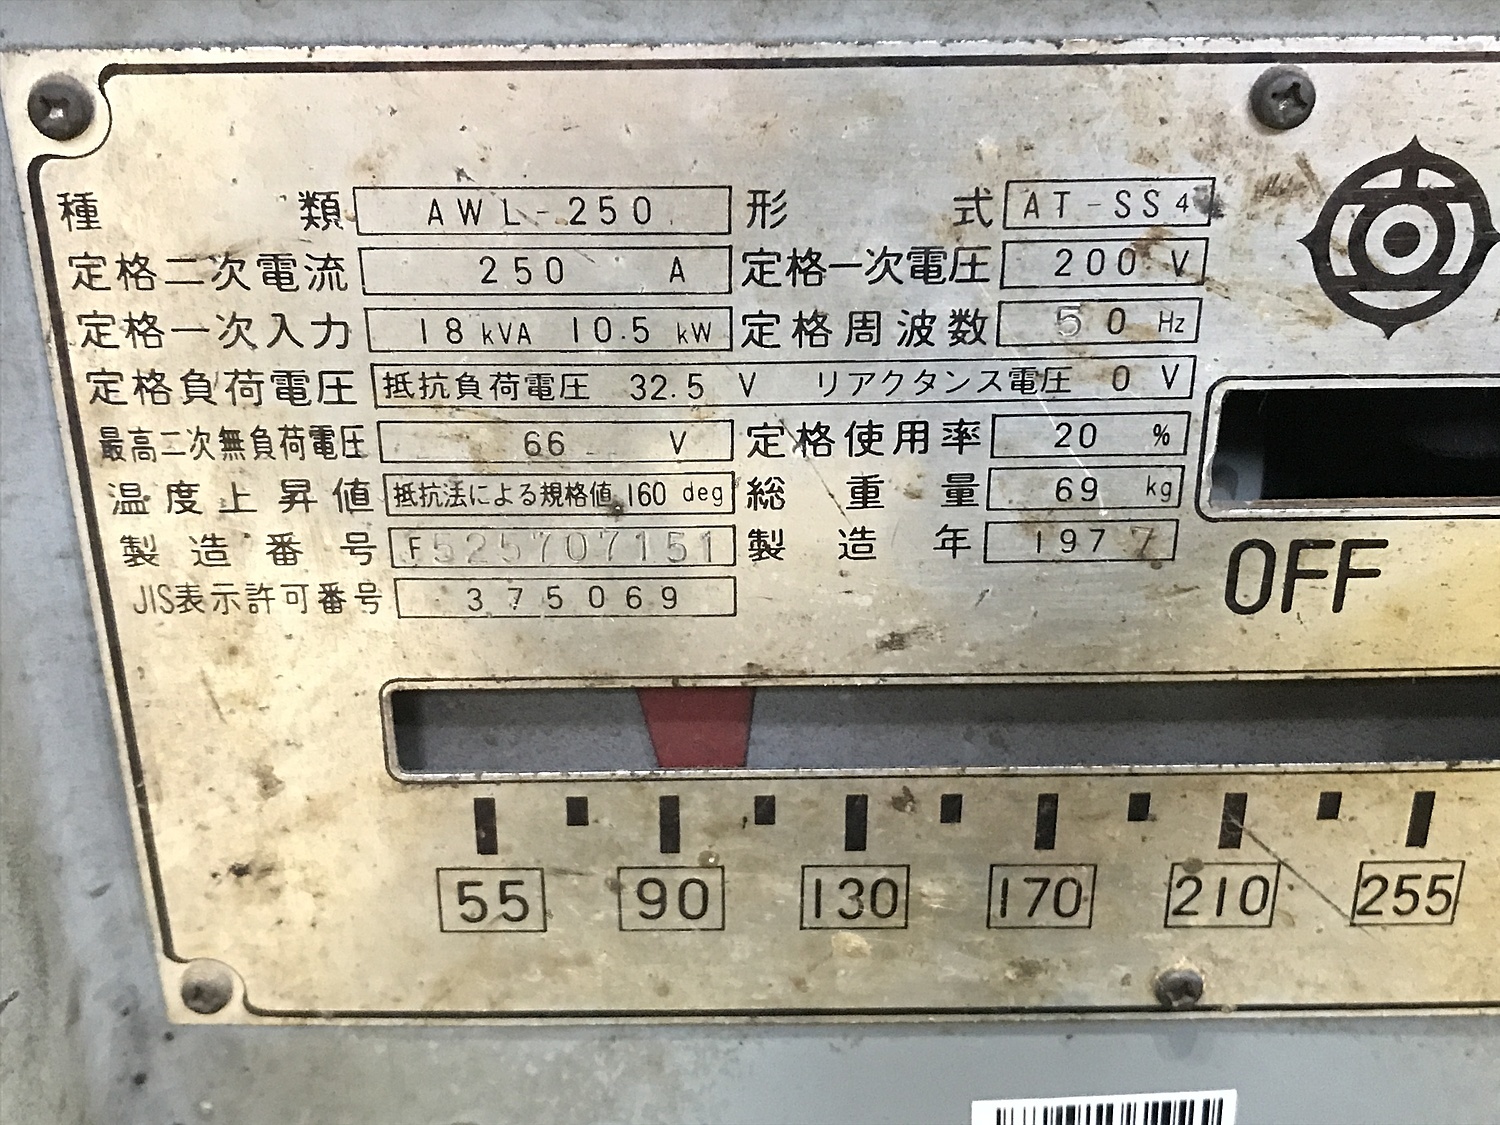 種類 AWL-250 形式 AT-SS4
定格二次電流 250 A 定格一次電圧 200 V
定格一次入力 18 kVA 10.5 kW 定格周波数 50 Hz
定格負荷電圧 抵抗負荷電圧 32.5 V リアクタンス電圧 0 V
最高二次無負荷電圧 66 V 定格使用率 20 %
温度上昇値 抵抗法による規格値 160 deg 総重量 69 kg
製造番号 F525707151 製造年 1977
JIS表示許可番号 375069
OFF
55 90 130 170 210 255